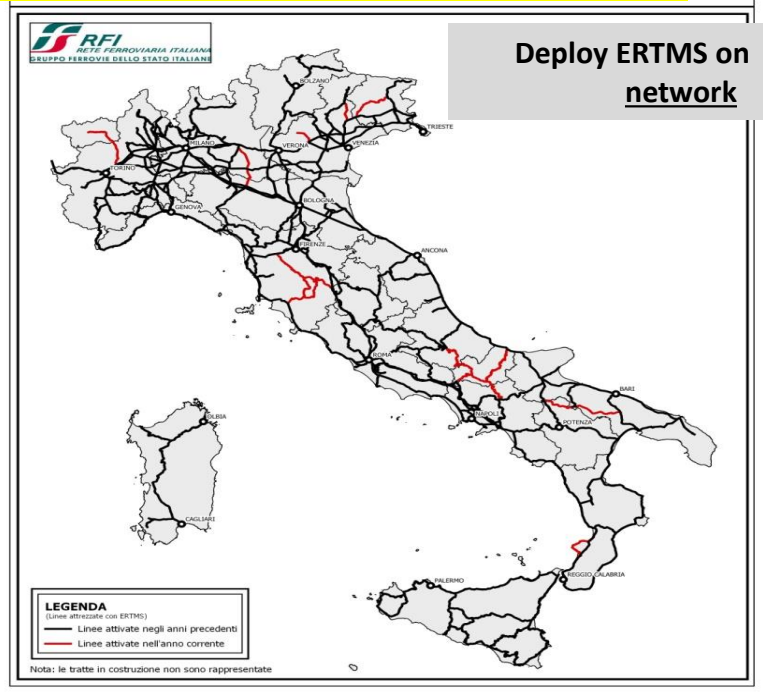 RFI
RETE FERROVIARIA ITALIANA
GRUPPO FERROVIE DELLO STATO ITALIANE
Deploy ERTMS on
network
BOLZANO
TRIESTE
MILANO
VERONA
VENEZIA
TORINO
GENOVA
BOLOGNA
FIRENZE
ANCONA
ROMA
BARI
NAPOLI
POTENZA
OLBIA
CAGLIARI
PALERMO
REGGIO CALABRIA
LEGENDA
(Linee attrezzate con ERTMS)
Linee attivate negli anni precedenti
Linee attivate nell'anno corrente
Nota: le tratte in costruzione non sono rappresentate